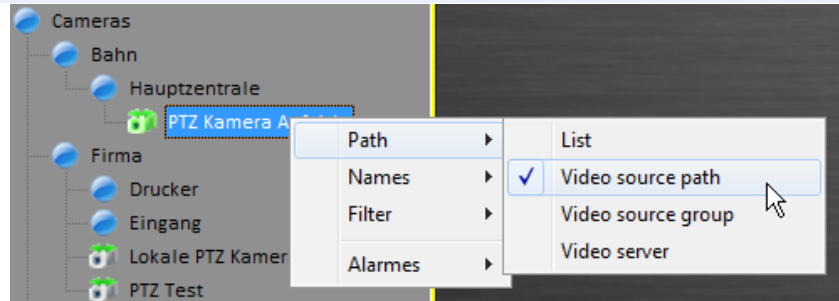 Cameras
Bahn
Hauptzentrale
PTZ Kamera
Path
List
Firma
Names
Video source path
Drucker
Filter
Video source group
Eingang
Lokale PTZ
Alarmes
Video server
PTZ Test